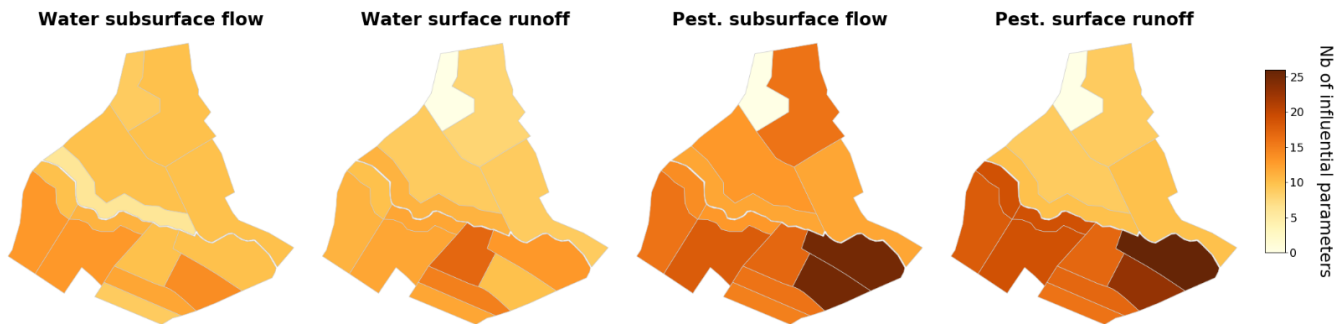 Water subsurface flow
Water surface runoff
Pest. subsurface flow
Pest. surface runoff
25
20
15
10
5
0
Nb of influential parameters